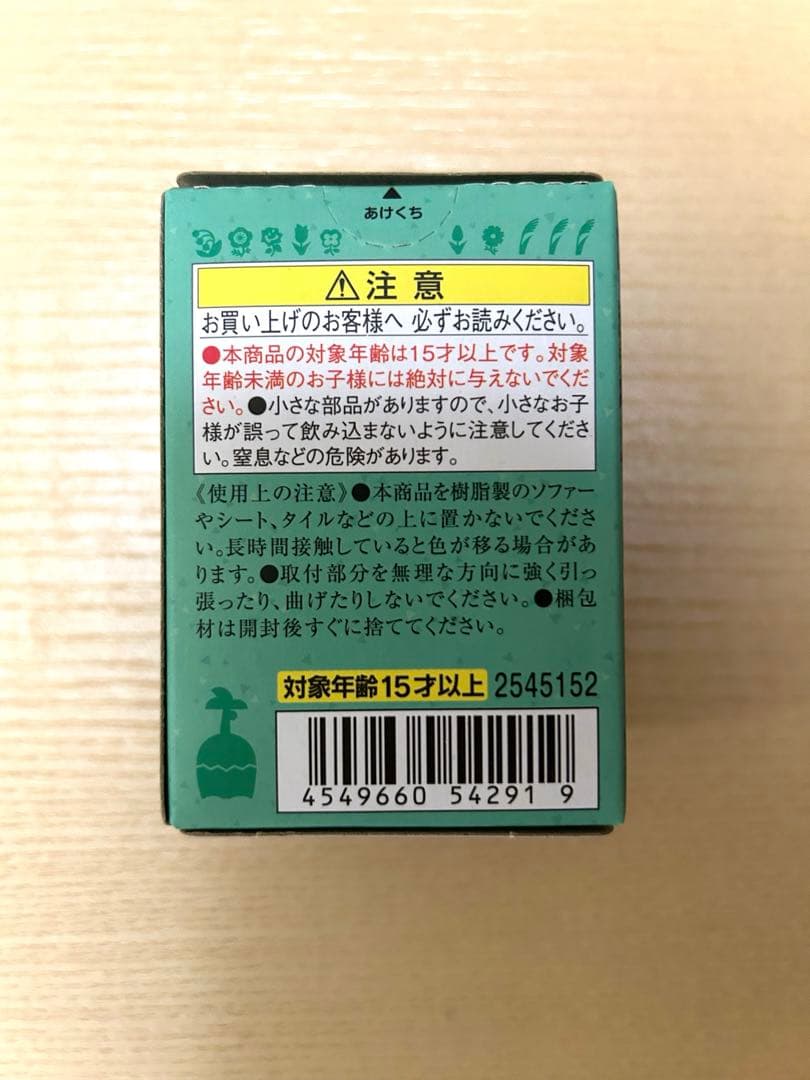 あけくち
注意
お買い上げのお客様へ 必ずお読みください。
●本商品の対象年齢は15才以上です。対象
年齢未満のお子様には絶対に与えないでくだ
さい。●小さな部品がありますので、小さなお子
様が誤って飲み込まないように注意してくださ
い。窒息などの危険があります。
《使用上の注意》●本商品を樹脂製のソファー
やシート、タイルなどの上に置かないでくださ
い。長時間接触していると色が移る場合があ
ります。●取付部分を無理な方向に強く引っ
張ったり、曲げたりしないでください。●梱包
材は開封後すぐに捨ててください。
対象年齢15才以上 2545152
4549660 54291 9